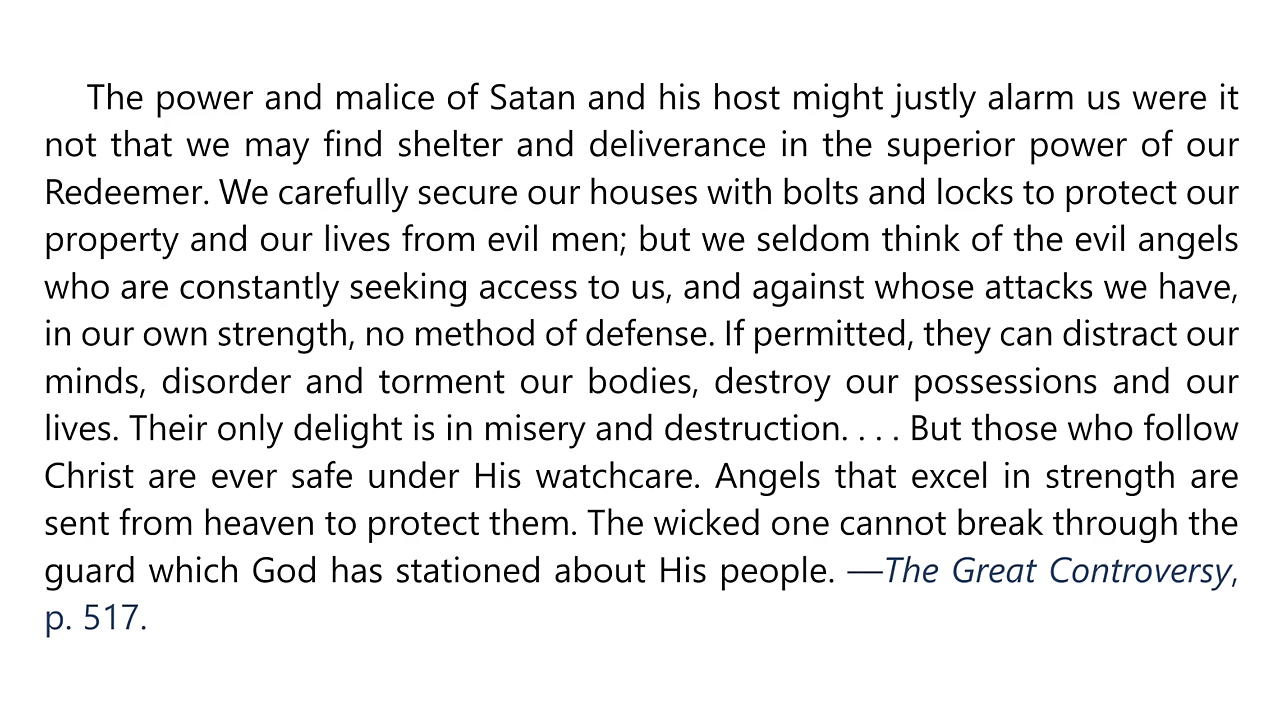 The power and malice of Satan and his host might justly alarm us were it
not that we may find shelter and deliverance in the superior power of our
Redeemer. We carefully secure our houses with bolts and locks to protect our
property and our lives from evil men; but we seldom think of the evil angels
who are constantly seeking access to us, and against whose attacks we have,
in our own strength, no method of defense. If permitted, they can distract our
minds, disorder and torment our bodies, destroy our possessions and our
lives. Their only delight is in misery and destruction. . . . But those who follow
Christ are ever safe under His watchcare. Angels that excel in strength are
sent from heaven to protect them. The wicked one cannot break through the
guard which God has stationed about His people. —The Great Controversy,
p. 517.